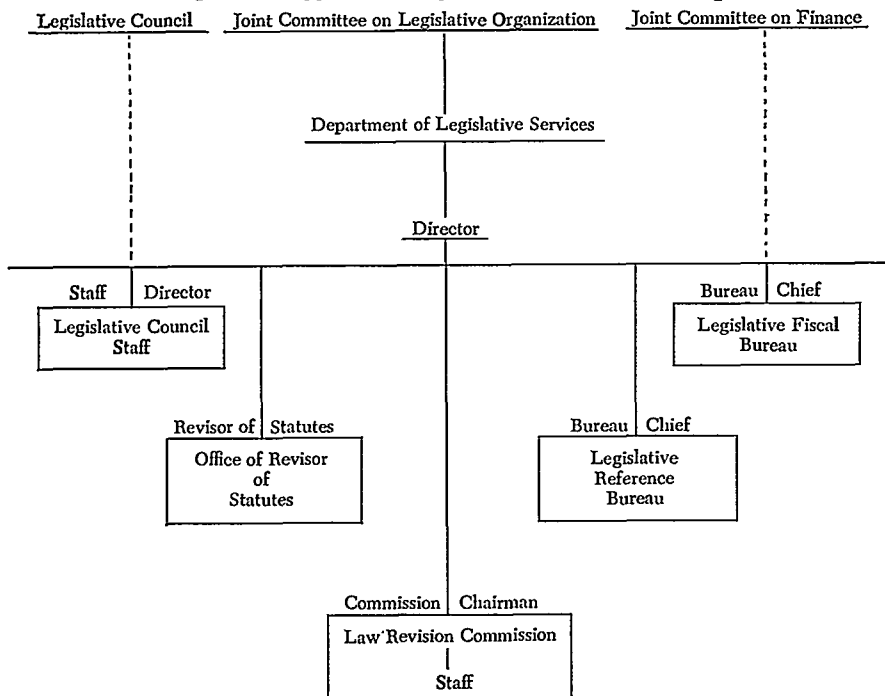 Legislative Council Joint Committee on Legislative Organization Joint Committee on Finance
Department of Legislative Services
Director
Staff Director
Legislative Council
Staff
Bureau Chief
Legislative Fiscal
Bureau
Revisor of Statutes
Office of Revisor
of
Statutes
Bureau Chief
Legislative
Reference
Bureau
Commission Chairman
Law Revision Commission
Staff